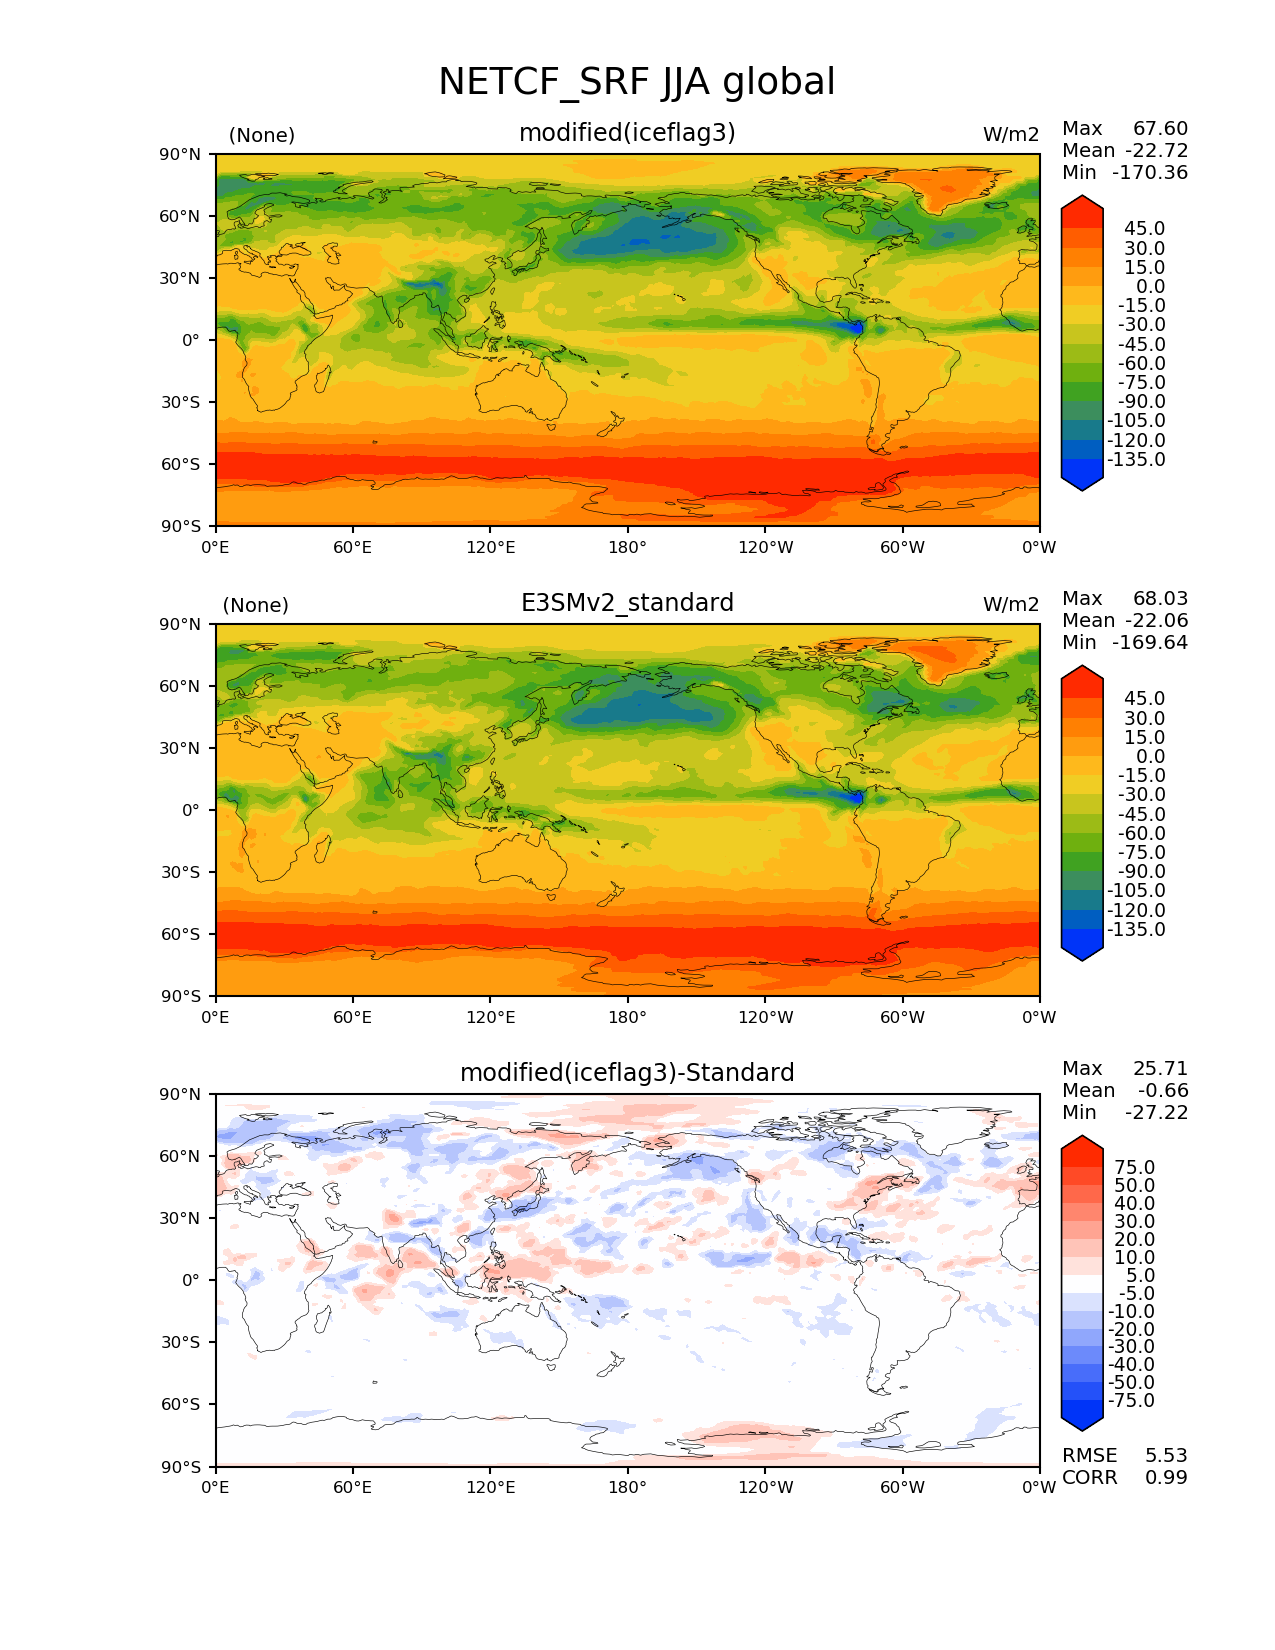 NETCF_SRF JJA global
(None) modified(iceflag3) W/m2
Max 67.60
Mean -22.72
Min -170.36
90°N
60°N
30°N
0°
30°S
60°S
90°S
0°E 60°E 120°E 180° 120°W 60°W 0°W
45.0
30.0
15.0
0.0
-15.0
-30.0
-45.0
-60.0
-75.0
-90.0
-105.0
-120.0
-135.0
(None) E3SMv2_standard W/m2
Max 68.03
Mean -22.06
Min -169.64
90°N
60°N
30°N
0°
30°S
60°S
90°S
0°E 60°E 120°E 180° 120°W 60°W 0°W
45.0
30.0
15.0
0.0
-15.0
-30.0
-45.0
-60.0
-75.0
-90.0
-105.0
-120.0
-135.0
modified(iceflag3)-Standard
Max 25.71
Mean -0.66
Min -27.22
90°N
60°N
30°N
0°
30°S
60°S
90°S
0°E 60°E 120°E 180° 120°W 60°W 0°W
75.0
50.0
40.0
30.0
20.0
10.0
5.0
-5.0
-10.0
-20.0
-30.0
-40.0
-50.0
-75.0
RMSE 5.53
CORR 0.99